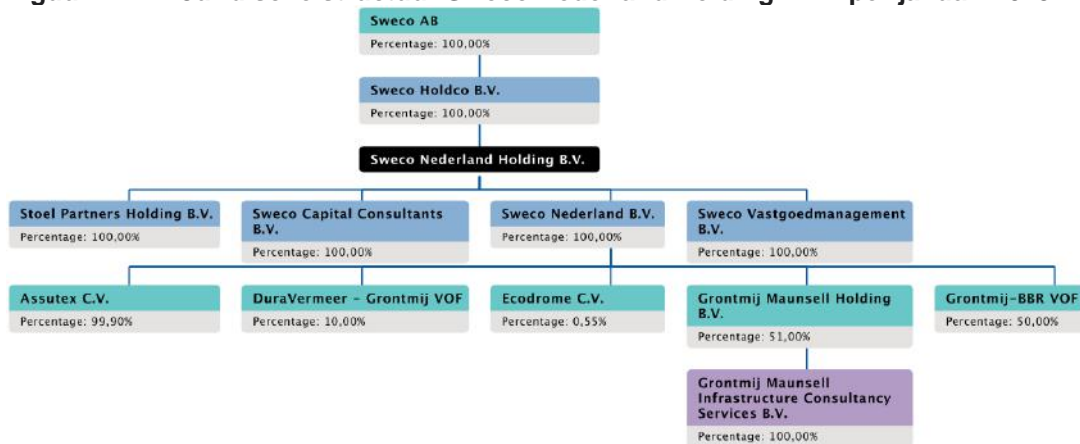 Sweco AB
Percentage: 100,00%
Sweco Holdco B.V.
Percentage: 100,00%
Sweco Nederland Holding B.V.
Stoel Partners Holding B.V.
Percentage: 100,00%
Sweco Capital Consultants
B.V.
Percentage: 100,00%
Sweco Nederland B.V.
Percentage: 100,00%
Sweco Vastgoedmanagement
B.V.
Percentage: 100,00%
Assutex C.V.
Percentage: 99,90%
DuraVermeer - Grontmij VOF
Percentage: 10,00%
Ecodrome C.V.
Percentage: 0,55%
Grontmij Maunsell Holding
B.V.
Percentage: 51,00%
Grontmij-BBR VOF
Percentage: 50,00%
Grontmij Maunsell
Infrastructure Consultancy
Services B.V.
Percentage: 100,00%